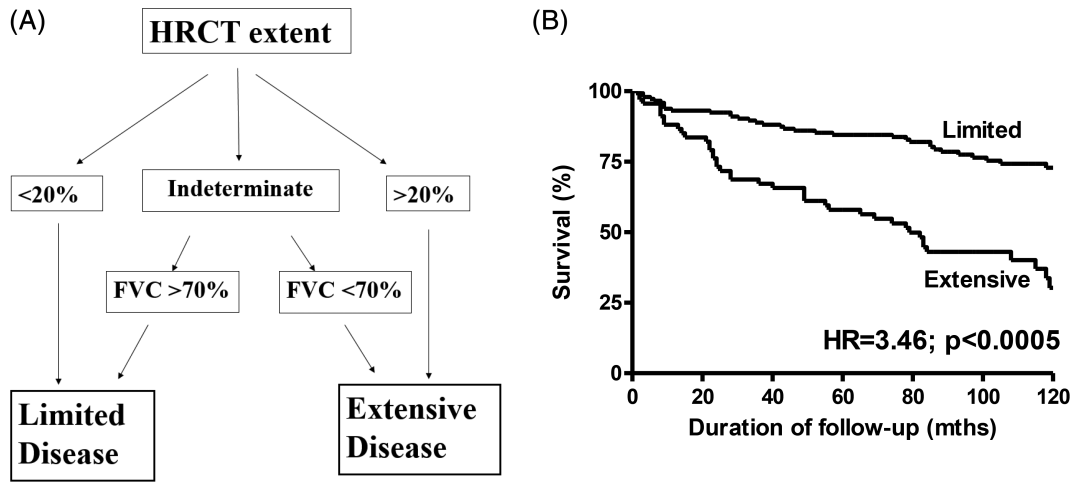 (A)
HRCT extent
<20%
Indeterminate
>20%
FVC >70%
FVC <70%
Limited
Disease
Extensive
Disease
(B)
100
75
50
25
0
Survival (%)
Limited
Extensive
HR=3.46; p<0.0005
0 20 40 60 80 100 120
Duration of follow-up (mths)